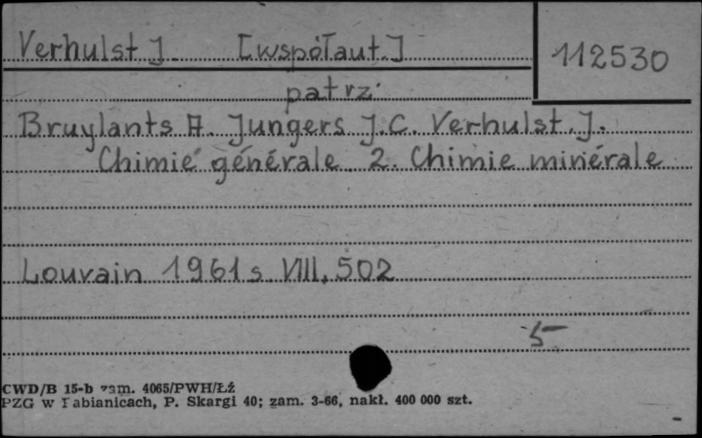 Verhulst J. [współaut.]
112530
patrz
Bruylants A. Jungers J.C. Verhulst J.
Chimie générale 2. Chimie minérale
Louvain 1961 s VIII, 502
5
CWD/B 15-b zam. 4065/PWH/Łź
PZG w Pabianicach, P. Skargi 40; zam. 3-66, nakł. 400 000 szt.